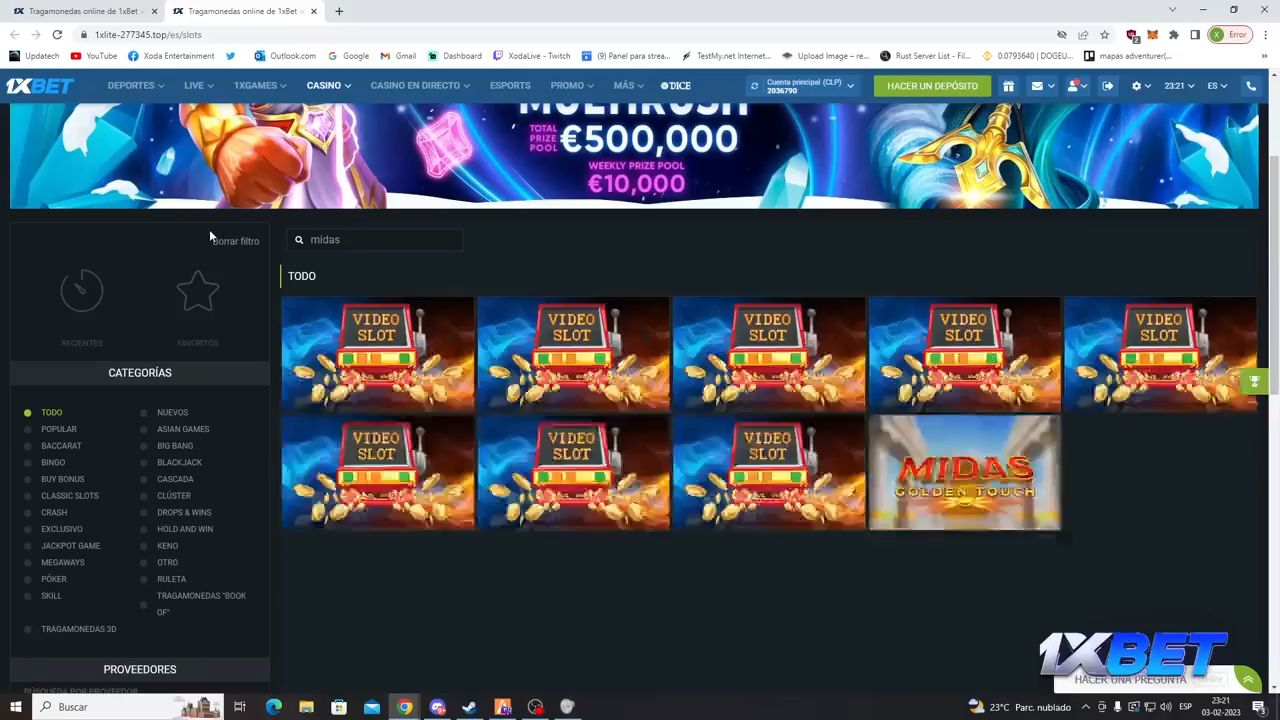 Tragamonedas online de 1xBet -
Tragamonedas online de 1xBet -
1xlite-277345.top/es/slots
Error
Updatech
YouTube
Xoda Entertainment
Outlook.com
Google
Gmail
Dashboard
XodaLive - Twitch
(9) Panel para strea...
TestMy.net Internet...
Upload Image – re...
Rust Server List - Fil...
0.0793640 | DOGEU...
mapas adventurer(...
1XBET
DEPORTES
LIVE
1XGAMES
CASINO
CASINO EN DIRECTO
ESPORTS
PROMO
MÁS
DICE
Cuenta principal (CLP)
2036790
HACER UN DEPÓSITO
23:21
ES
MULTIRUSH
TOTAL
PRIZE
POOL
€500,000
WEEKLY PRIZE POOL
€10,000
Borrar filtro
midas
RECIENTES
FAVORITOS
TODO
VIDEO
SLOT
VIDEO
SLOT
VIDEO
SLOT
VIDEO
SLOT
VIDEO
SLOT
VIDEO
SLOT
VIDEO
SLOT
VIDEO
SLOT
MIDAS
GOLDEN TOUCH
CATEGORÍAS
TODO
NUEVOS
POPULAR
ASIAN GAMES
BACCARAT
BIG BANG
BINGO
BLACKJACK
BUY BONUS
CASCADA
CLASSIC SLOTS
CLÚSTER
CRASH
DROPS & WINS
EXCLUSIVO
HOLD AND WIN
JACKPOT GAME
KENO
MEGAWAYS
OTRO
PÓKER
RULETA
SKILL
TRAGAMONEDAS "BOOK
OF"
TRAGAMONEDAS 3D
PROVEEDORES
BÚSQUEDA POR PROVEEDOR
1XBET
HACER UNA PREGUNTA
Buscar
23°C Parc. nublado
ESP
23:21
03-02-2023